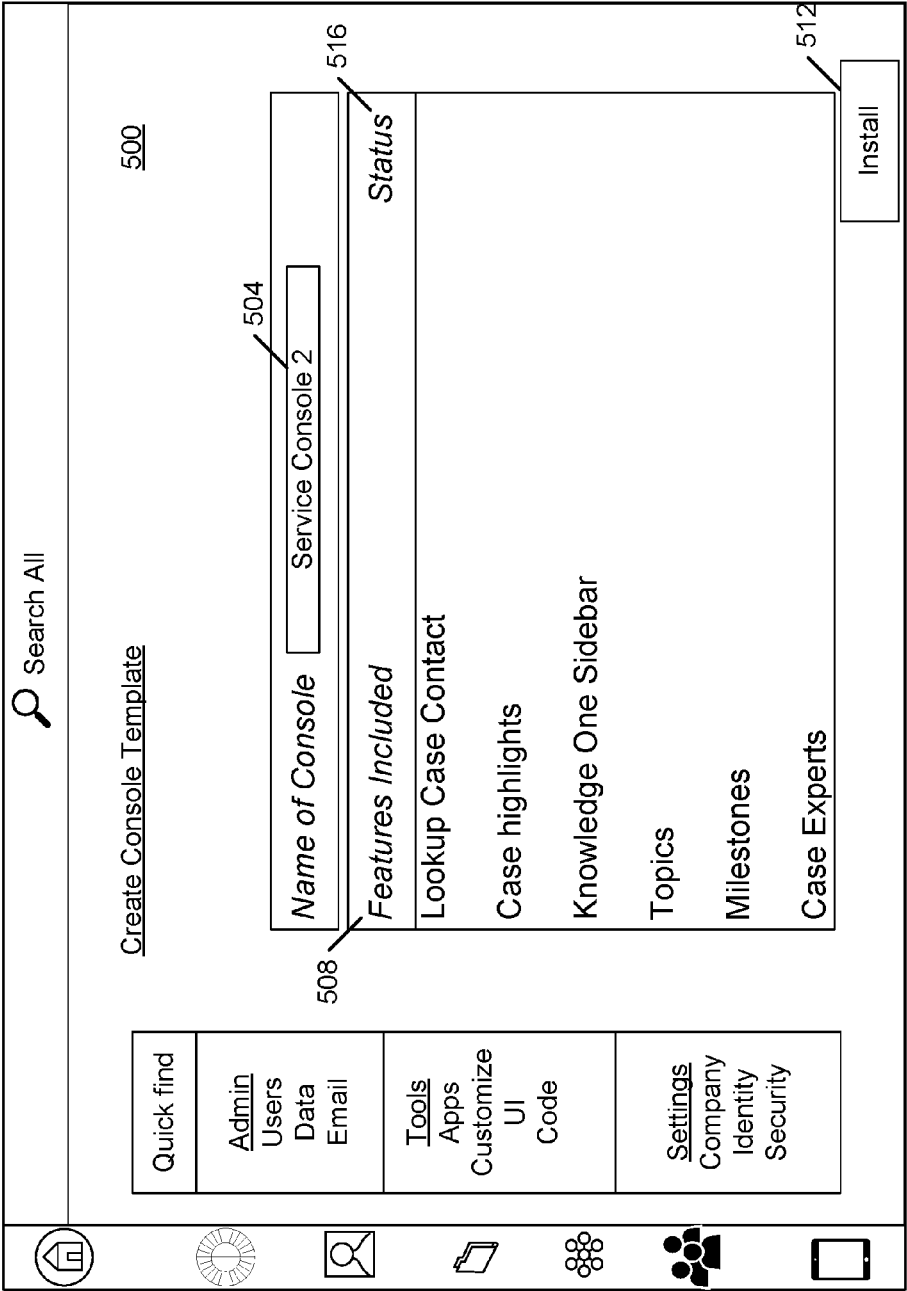 Search All
Create Console Template
500
Quick find
Admin
Users
Data
Email
Tools
Apps
Customize
UI
Code
Settings
Company
Identity
Security
504
Name of Console Service Console 2
508
516
Features Included Status
Lookup Case Contact
Case highlights
Knowledge One Sidebar
Topics
Milestones
Case Experts
512
Install